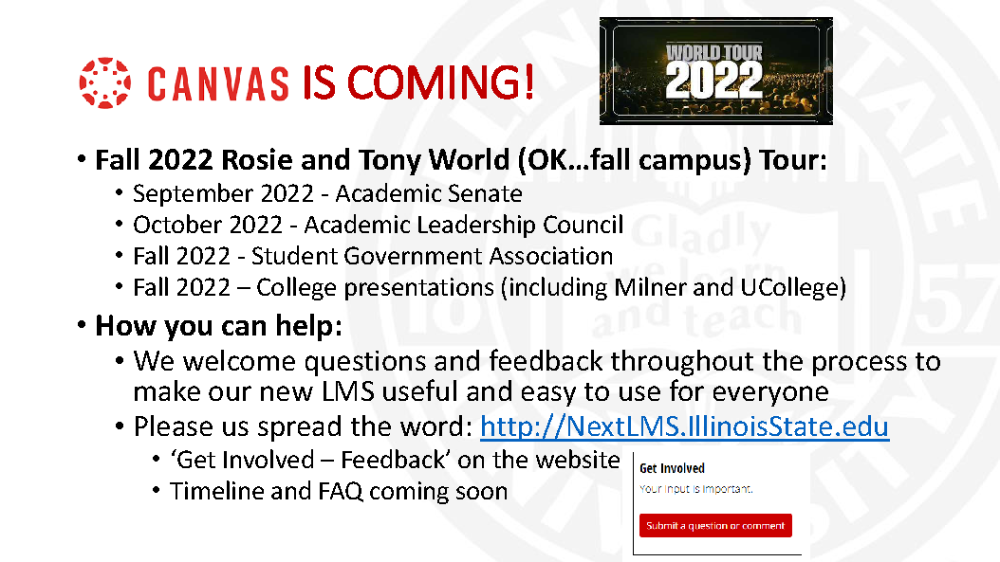 CANVAS IS COMING!
WORLD TOUR
2022
• Fall 2022 Rosie and Tony World (OK…fall campus) Tour:
• September 2022 - Academic Senate
• October 2022 - Academic Leadership Council
• Fall 2022 - Student Government Association
• Fall 2022 – College presentations (including Milner and UCollege)
• How you can help:
• We welcome questions and feedback throughout the process to
make our new LMS useful and easy to use for everyone
• Please us spread the word: http://NextLMS.IllinoisState.edu
• ‘Get Involved – Feedback’ on the website
• Timeline and FAQ coming soon
Get Involved
Your input is important.
Submit a question or comment
ILLINOIS STATE
UNIVERSITY
Gladly
we learn
and teach
18 57